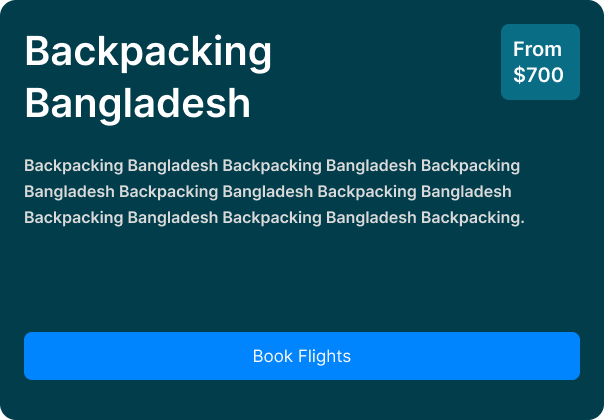 Backpacking
Bangladesh
From
$700
Backpacking Bangladesh Backpacking Bangladesh Backpacking
Bangladesh Backpacking Bangladesh Backpacking Bangladesh
Backpacking Bangladesh Backpacking Bangladesh Backpacking.
Book Flights